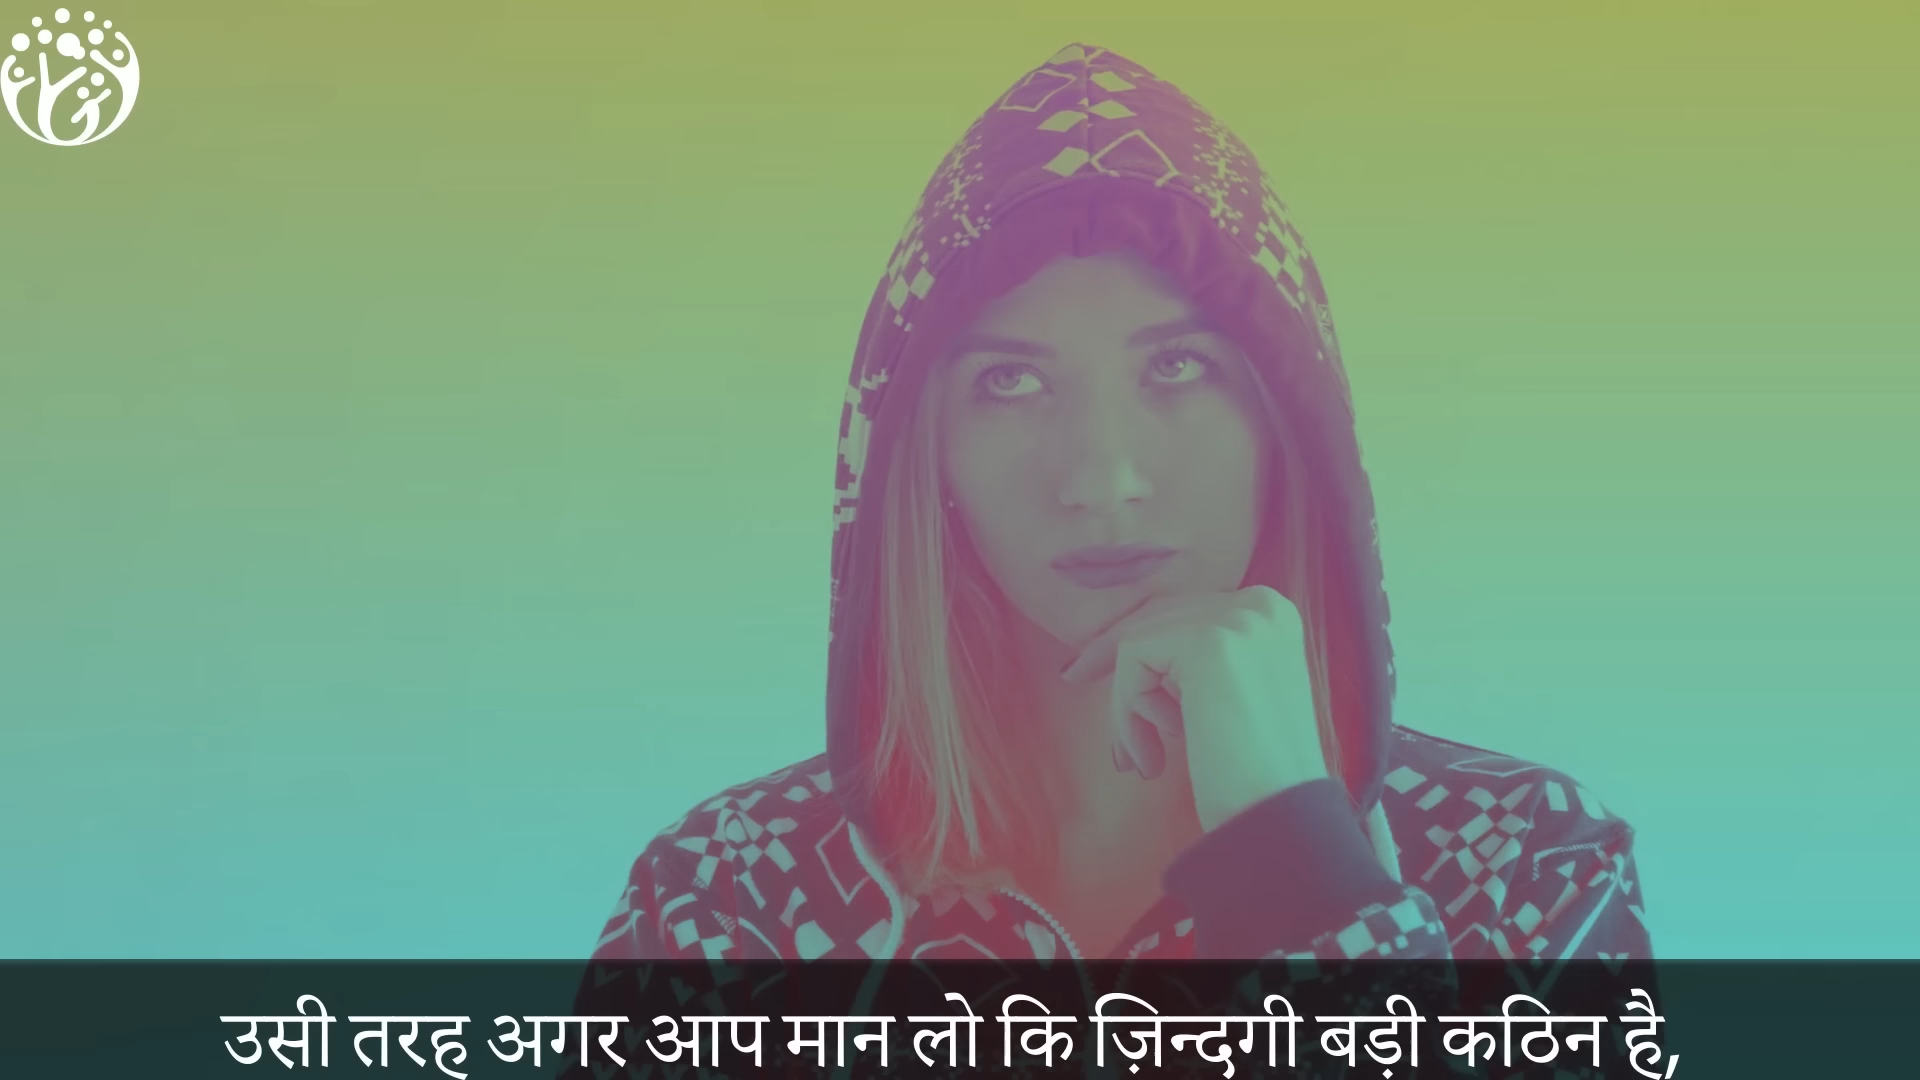 उसी तरह अगर आप मान लो कि ज़िन्दगी बड़ी कठिन है,